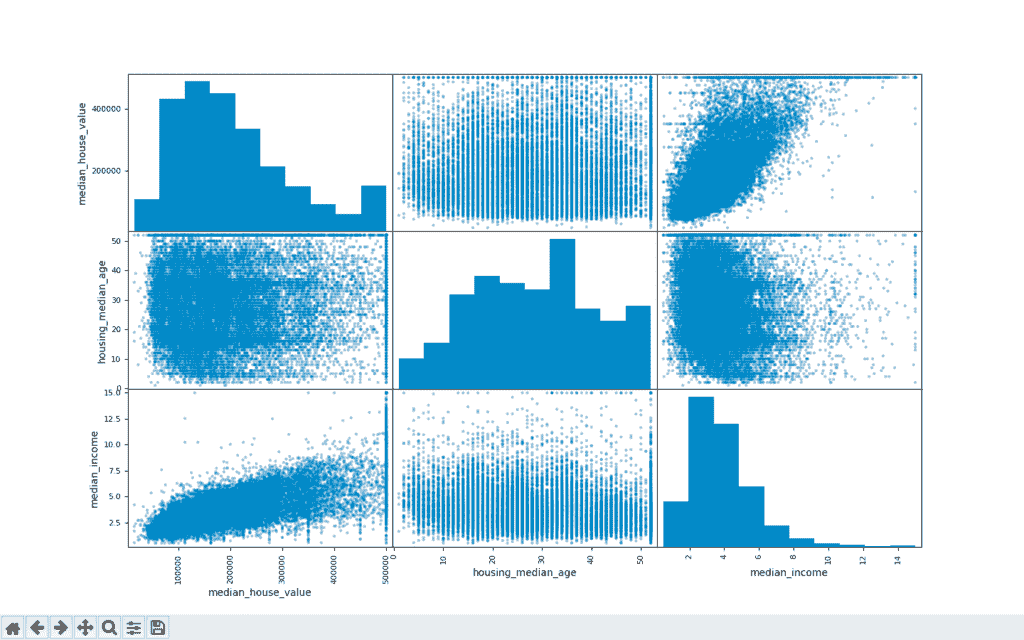 median_house_value
400000
200000
housing_median_age
50
40
30
20
10
0
median_income
15.0
12.5
10.0
7.5
5.0
2.5
100000 200000 300000 400000 500000
0 10 20 30 40 50
2 4 6 8 10 12 14
median_house_value housing_median_age median_income